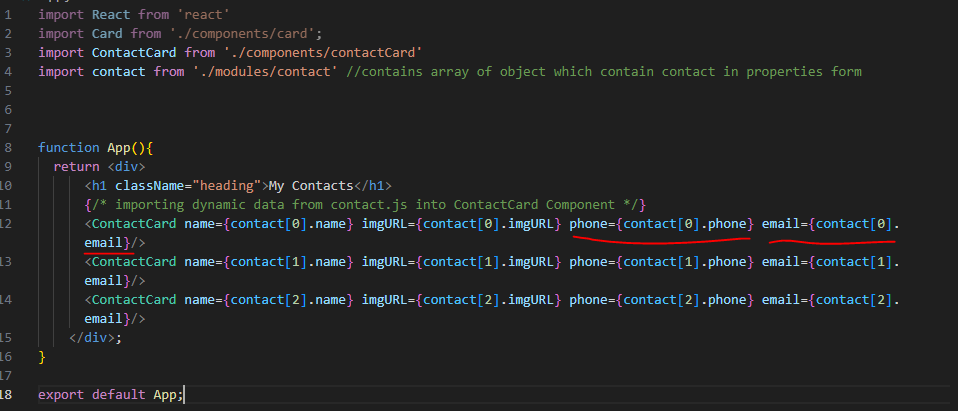 1 import React from 'react'
2 import Card from './components/card';
3 import ContactCard from './components/contactCard'
4 import contact from './modules/contact' //contains array of object which contain contact in properties form
5
6
7
8 function App(){
9 return <div>
10 <h1 className="heading">My Contacts</h1>
11 {/* importing dynamic data from contact.js into ContactCard Component */}
12 <ContactCard name={contact[0].name} imgURL={contact[0].imgURL} phone={contact[0].phone} email={contact[0].
email}/>
13 <ContactCard name={contact[1].name} imgURL={contact[1].imgURL} phone={contact[1].phone} email={contact[1].
email}/>
14 <ContactCard name={contact[2].name} imgURL={contact[2].imgURL} phone={contact[2].phone} email={contact[2].
email}/>
15 </div>;
16 }
17
18 export default App;